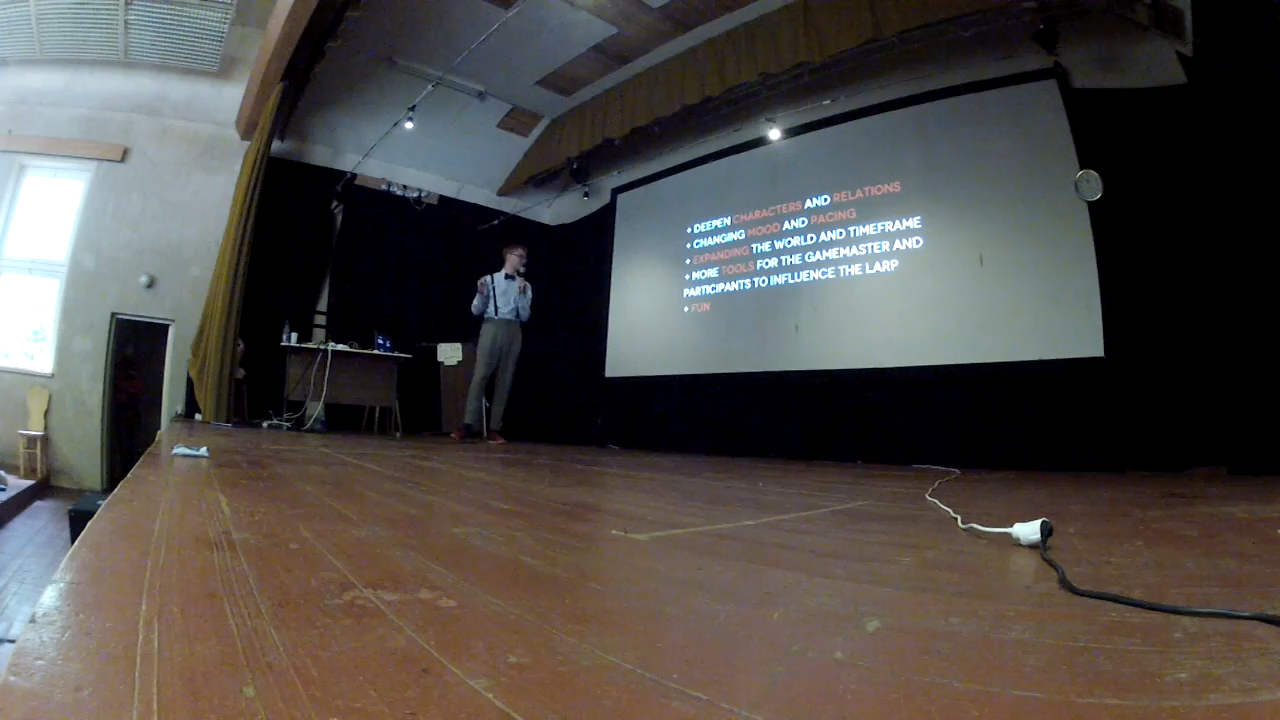 + DEEPEN CHARACTERS AND RELATIONS
+ CHANGING MOOD AND PACING
+ EXPANDING THE WORLD AND TIMEFRAME
+ MORE TOOLS FOR THE GAMEMASTER AND
PARTICIPANTS TO INFLUENCE THE LARP
+ FUN